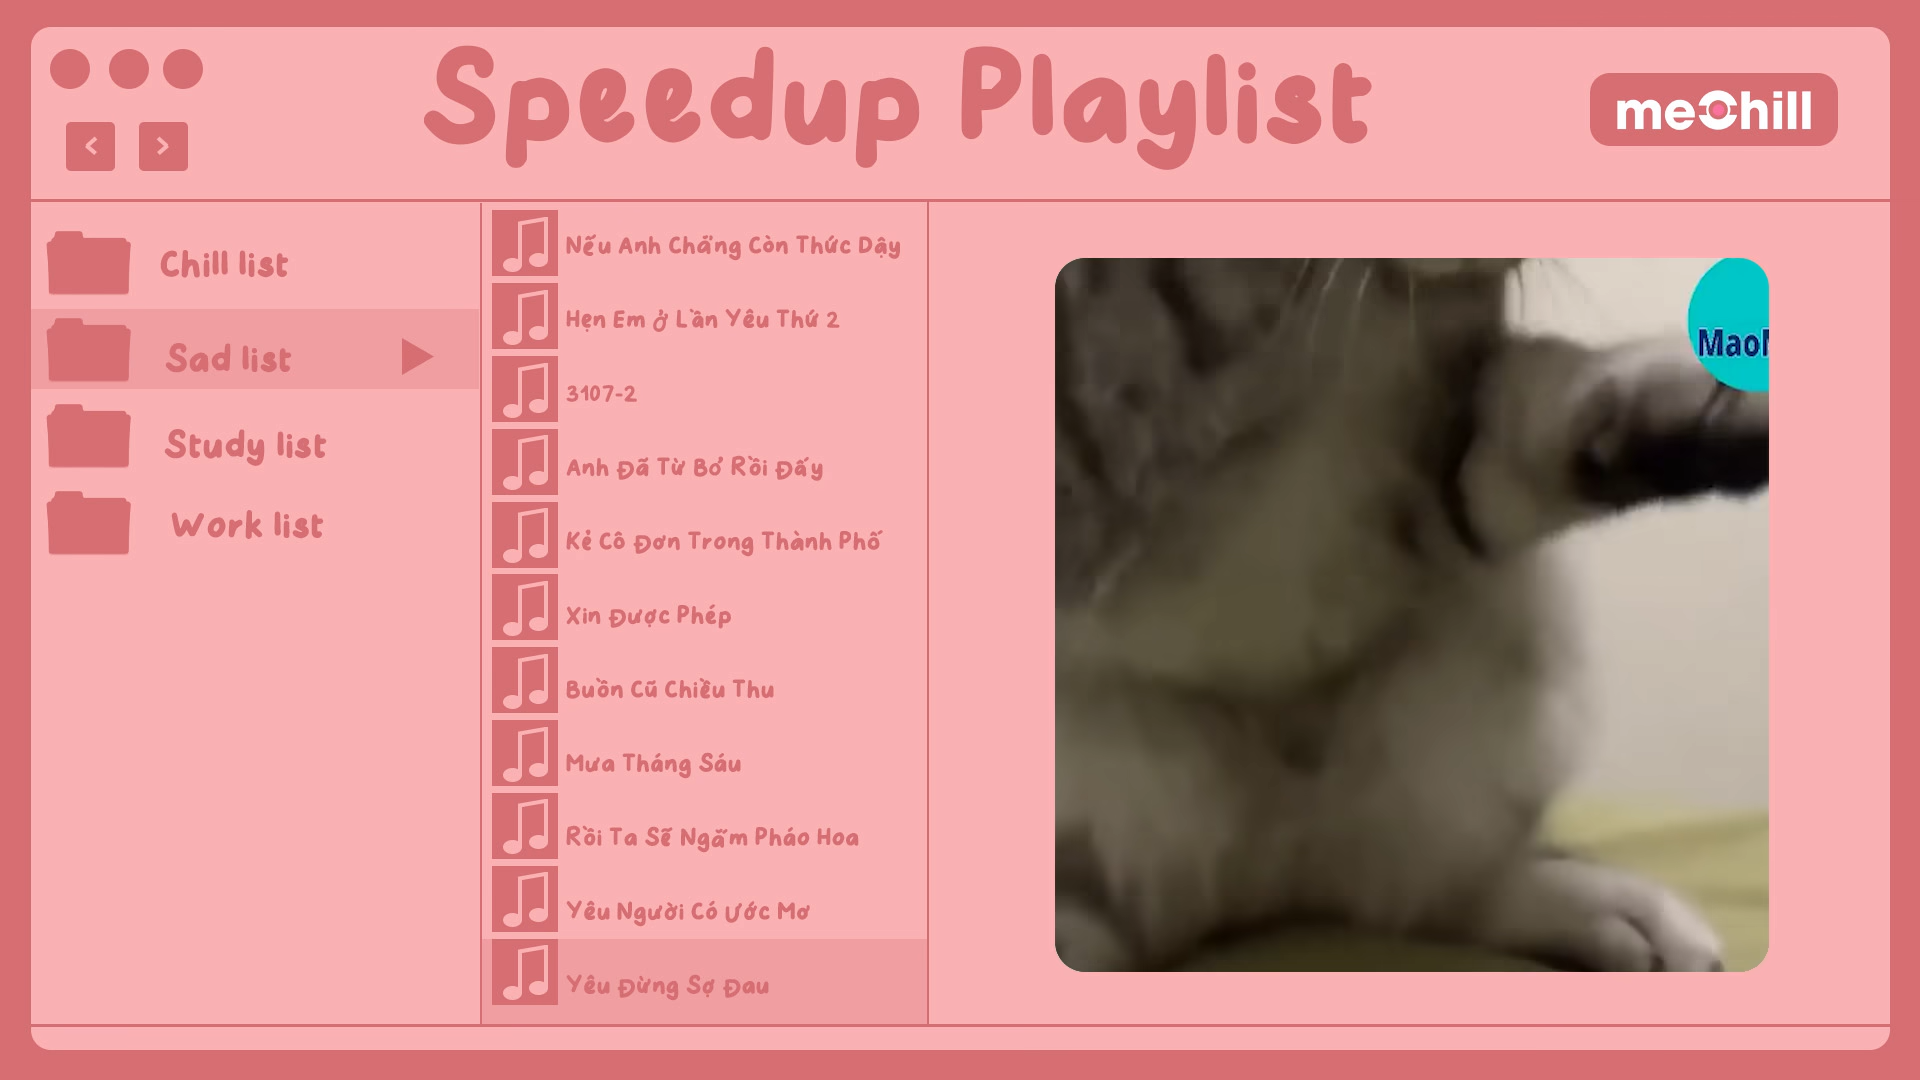 Speedup Playlist
meChill
Chill list
Sad list
Study list
Work list
Nếu Anh Chẳng Còn Thức Dậy
Hẹn Em ở Lần Yêu Thứ 2
3107-2
Anh Đã Từ Bỏ Rồi Đấy
Kẻ Cô Đơn Trong Thành Phố
Xin Được Phép
Buồn Cũ Chiều Thu
Mưa Tháng Sáu
Rồi Ta Sẽ Ngắm Pháo Hoa
Yêu Người Có Ước Mơ
Yêu Đừng Sợ Đau